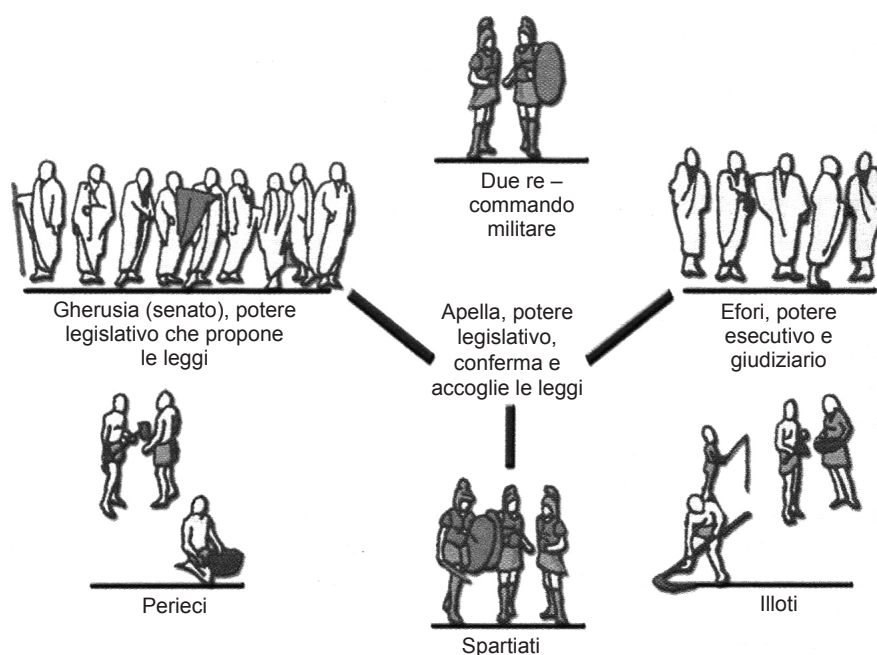 Due re –
commando
militare
Gherusia (senato), potere
legislativo che propone
le leggi
Apella, potere
legislativo,
conferma e
accoglie le leggi
Efori, potere
esecutivo e
giudiziario
Perieci
Spartiati
Illoti